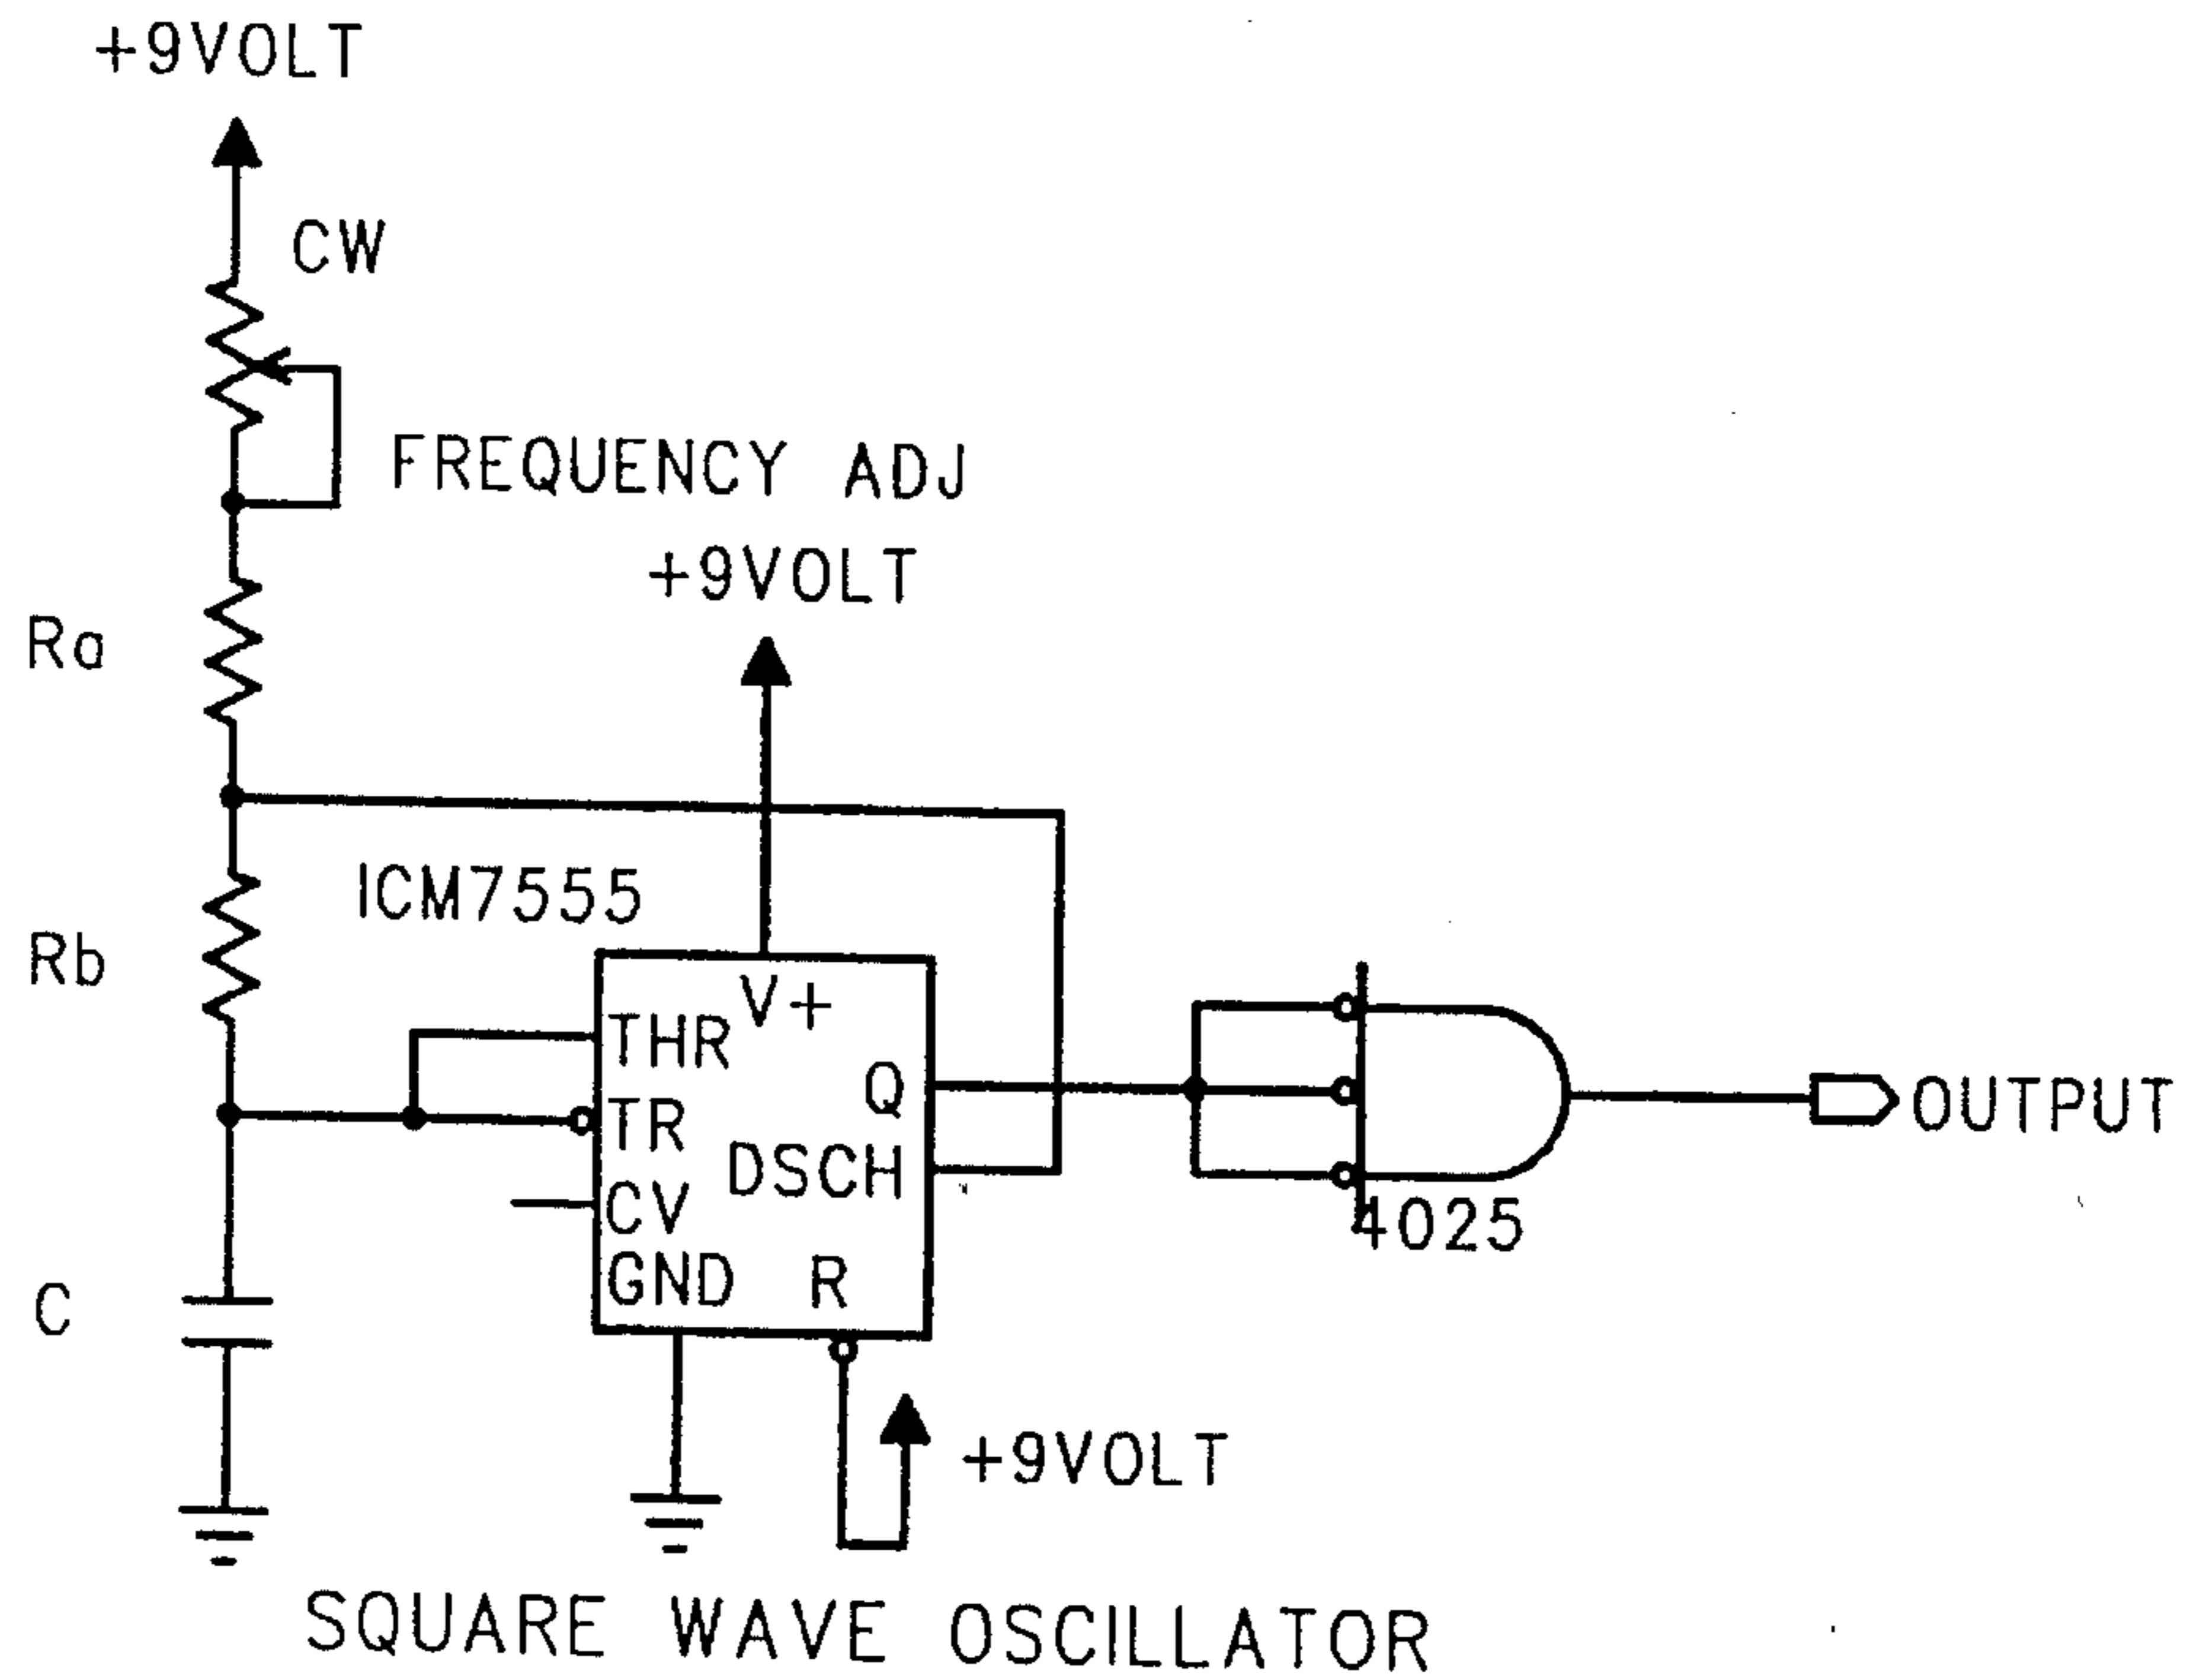 +9VOLT
CW
FREQUENCY ADJ
+9VOLT
Ra
ICM7555
Rb
V+
THR
Q
TR
DSCH
CV
GND R
4025
OUTPUT
C
+9VOLT
SQUARE WAVE OSCILLATOR